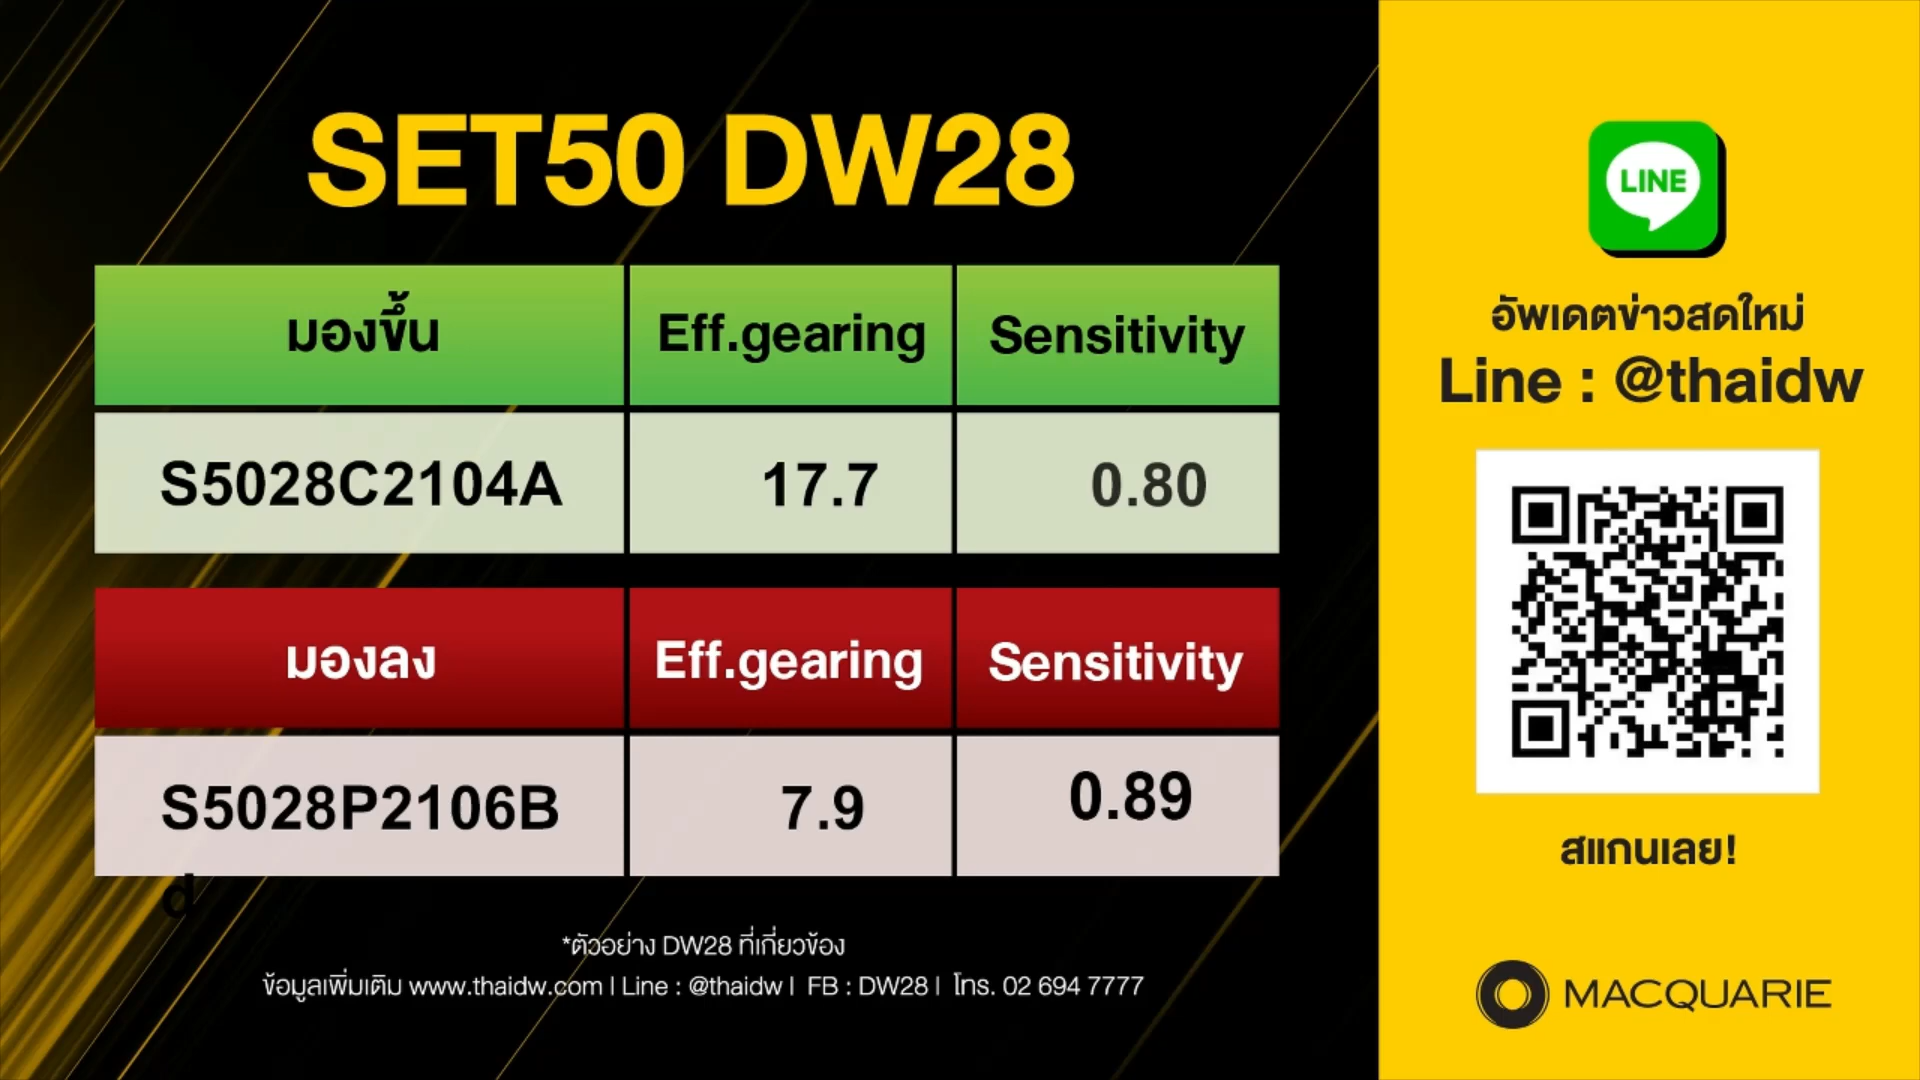 SET50 DW28
มองขึ้น Eff.gearing Sensitivity
S5028C2104A 17.7 0.80
มองลง Eff.gearing Sensitivity
S5028P2106B 7.9 0.89
d
*ตัวอย่าง DW28 ที่เกี่ยวข้อง
ข้อมูลเพิ่มเติม www.thaidw.com | Line : @thaidw | FB : DW28 | โทร. 02 694 7777
LINE
อัพเดตข่าวสดใหม่
Line : @thaidw
สแกนเลย!
MACQUARIE